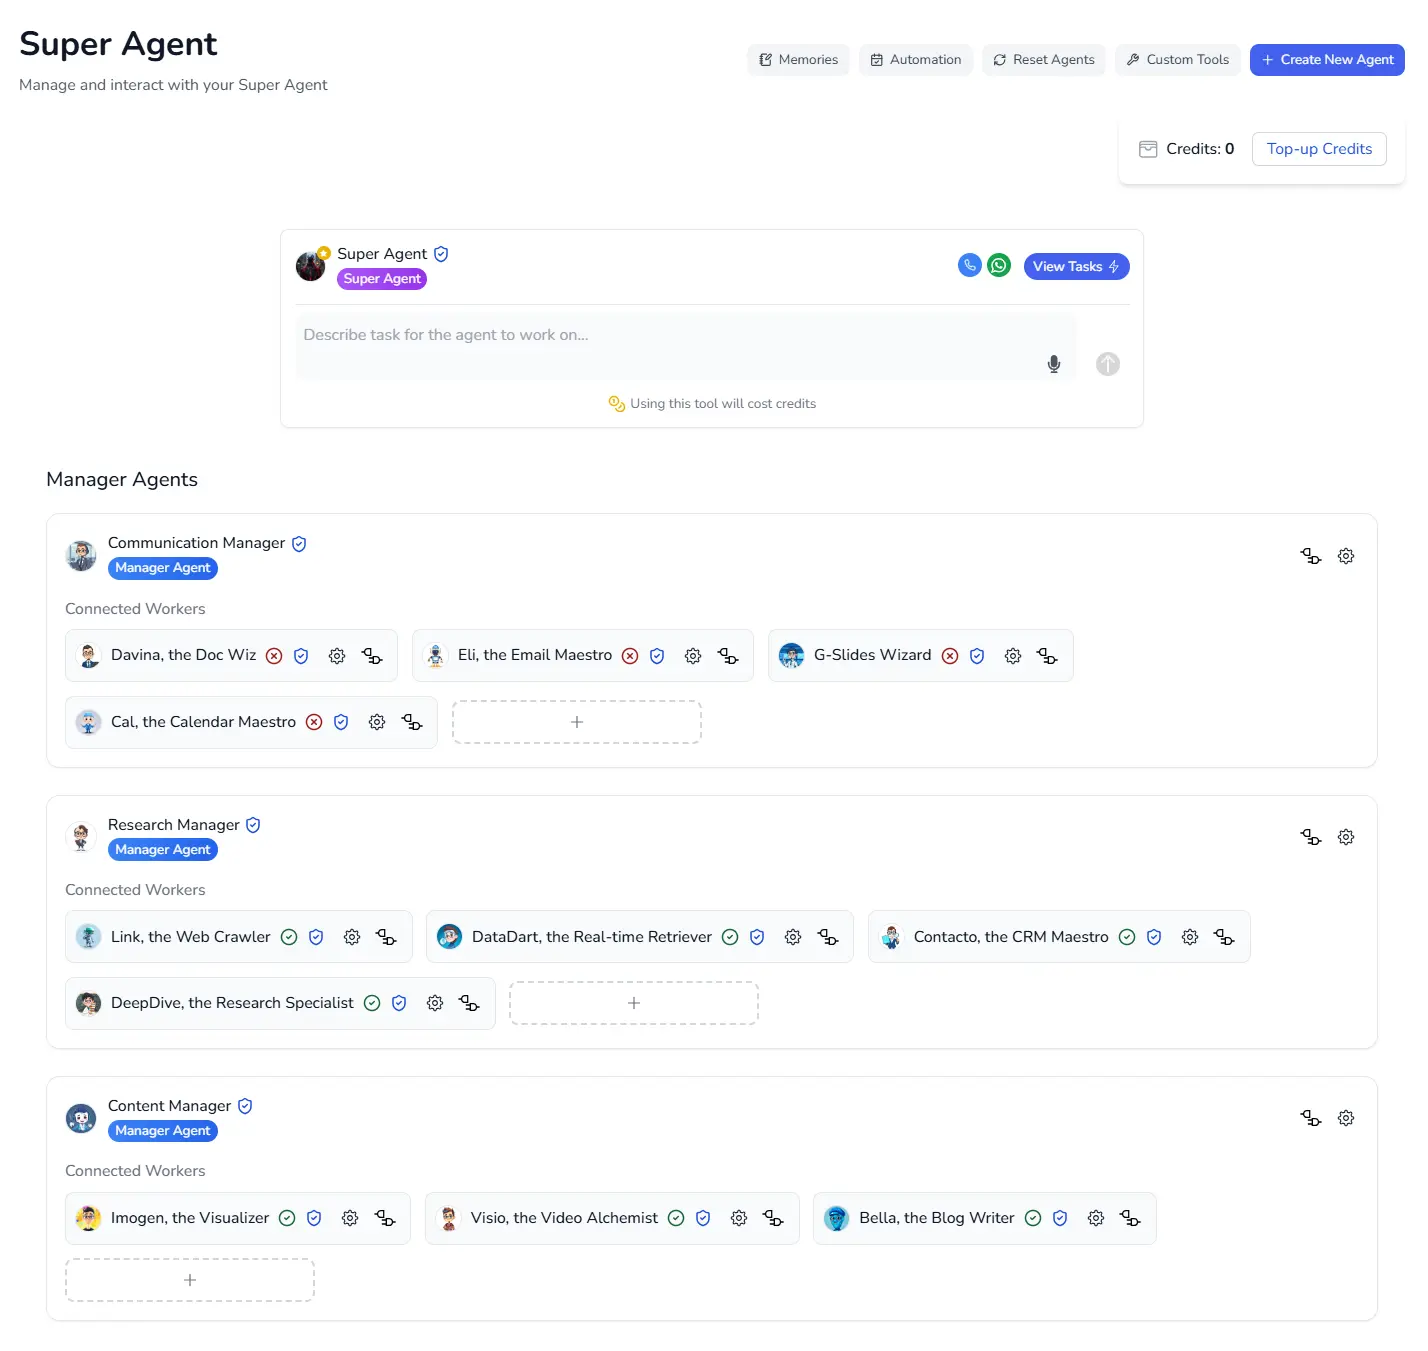 Super Agent
Manage and interact with your Super Agent
Memories
Automation
Reset Agents
Custom Tools
+ Create New Agent
Credits: 0
Top-up Credits
Super Agent
Super Agent
View Tasks
Describe task for the agent to work on...
Using this tool will cost credits
Manager Agents
Communication Manager
Manager Agent
Connected Workers
Davina, the Doc Wiz
Eli, the Email Maestro
G-Slides Wizard
Cal, the Calendar Maestro
+
Research Manager
Manager Agent
Connected Workers
Link, the Web Crawler
DataDart, the Real-time Retriever
Contacto, the CRM Maestro
DeepDive, the Research Specialist
+
Content Manager
Manager Agent
Connected Workers
Imogen, the Visualizer
Visio, the Video Alchemist
Bella, the Blog Writer
+